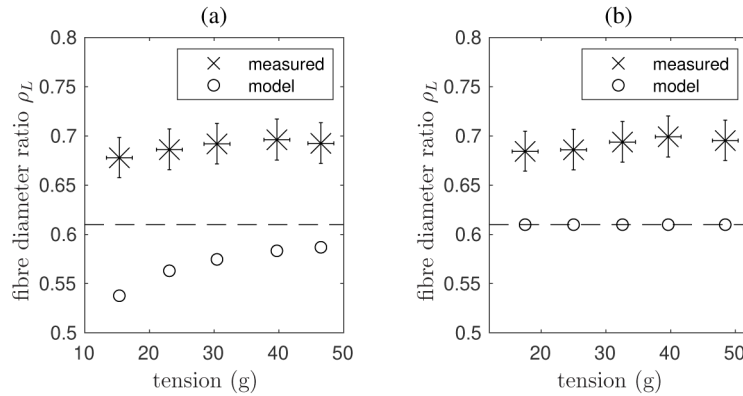 (a)
0.8
0.75
0.7
0.65
0.6
0.55
0.5
10
20
30
40
50
fibre diameter ratio ρL
tension (g)
measured
model
(b)
0.8
0.75
0.7
0.65
0.6
0.55
0.5
20
30
40
50
fibre diameter ratio ρL
tension (g)
measured
model